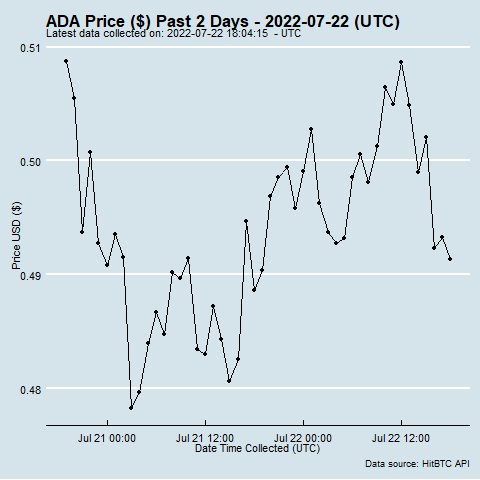 ADA Price ($) Past 2 Days - 2022-07-22 (UTC)
Latest data collected on: 2022-07-22 18:04:15  - UTC
0.51
0.50
0.49
0.48
Price USD ($)
Jul 21 00:00
Jul 21 12:00
Jul 22 00:00
Jul 22 12:00
Date Time Collected (UTC)
Data source: HitBTC API